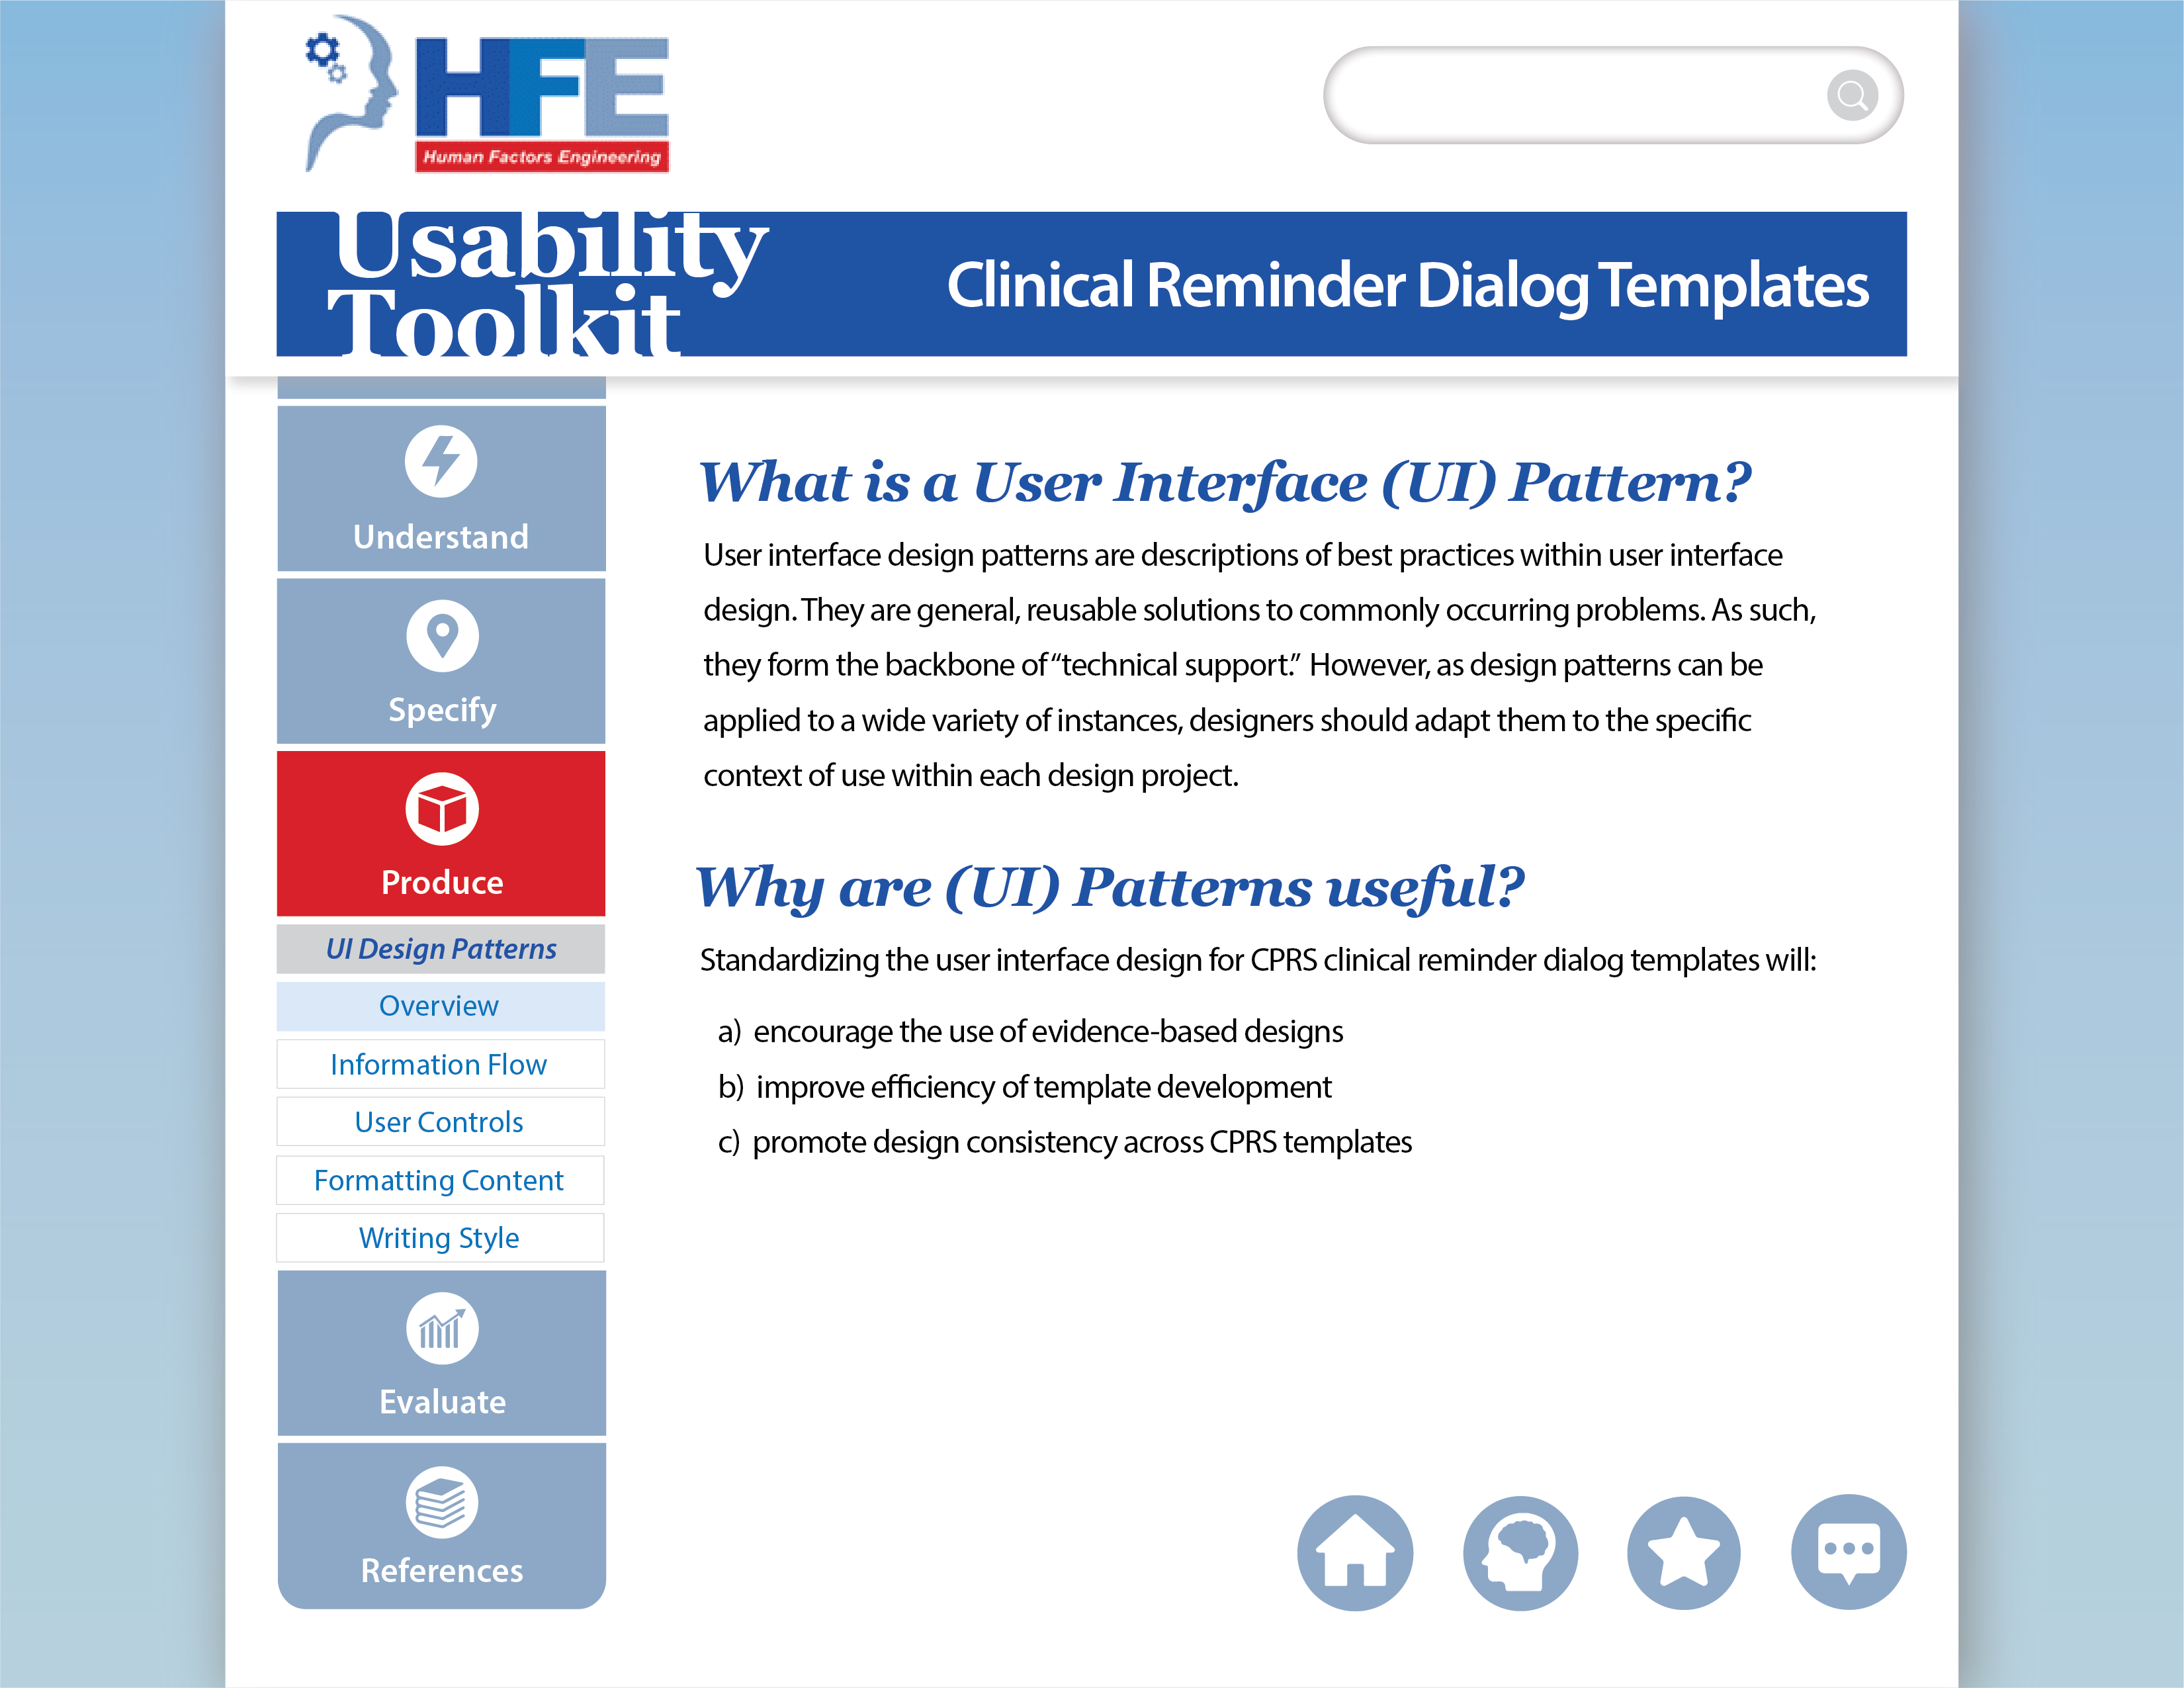 HFE
Human Factors Engineering
Usability
Toolkit
Clinical Reminder Dialog Templates
Understand
Specify
Produce
UI Design Patterns
Overview
Information Flow
User Controls
Formatting Content
Writing Style
Evaluate
References
What is a User Interface (UI) Pattern?
User interface design patterns are descriptions of best practices within user interface
design. They are general, reusable solutions to commonly occurring problems. As such,
they form the backbone of “technical support.” However, as design patterns can be
applied to a wide variety of instances, designers should adapt them to the specific
context of use within each design project.
Why are (UI) Patterns useful?
Standardizing the user interface design for CPRS clinical reminder dialog templates will:
a) encourage the use of evidence-based designs
b) improve efficiency of template development
c) promote design consistency across CPRS templates